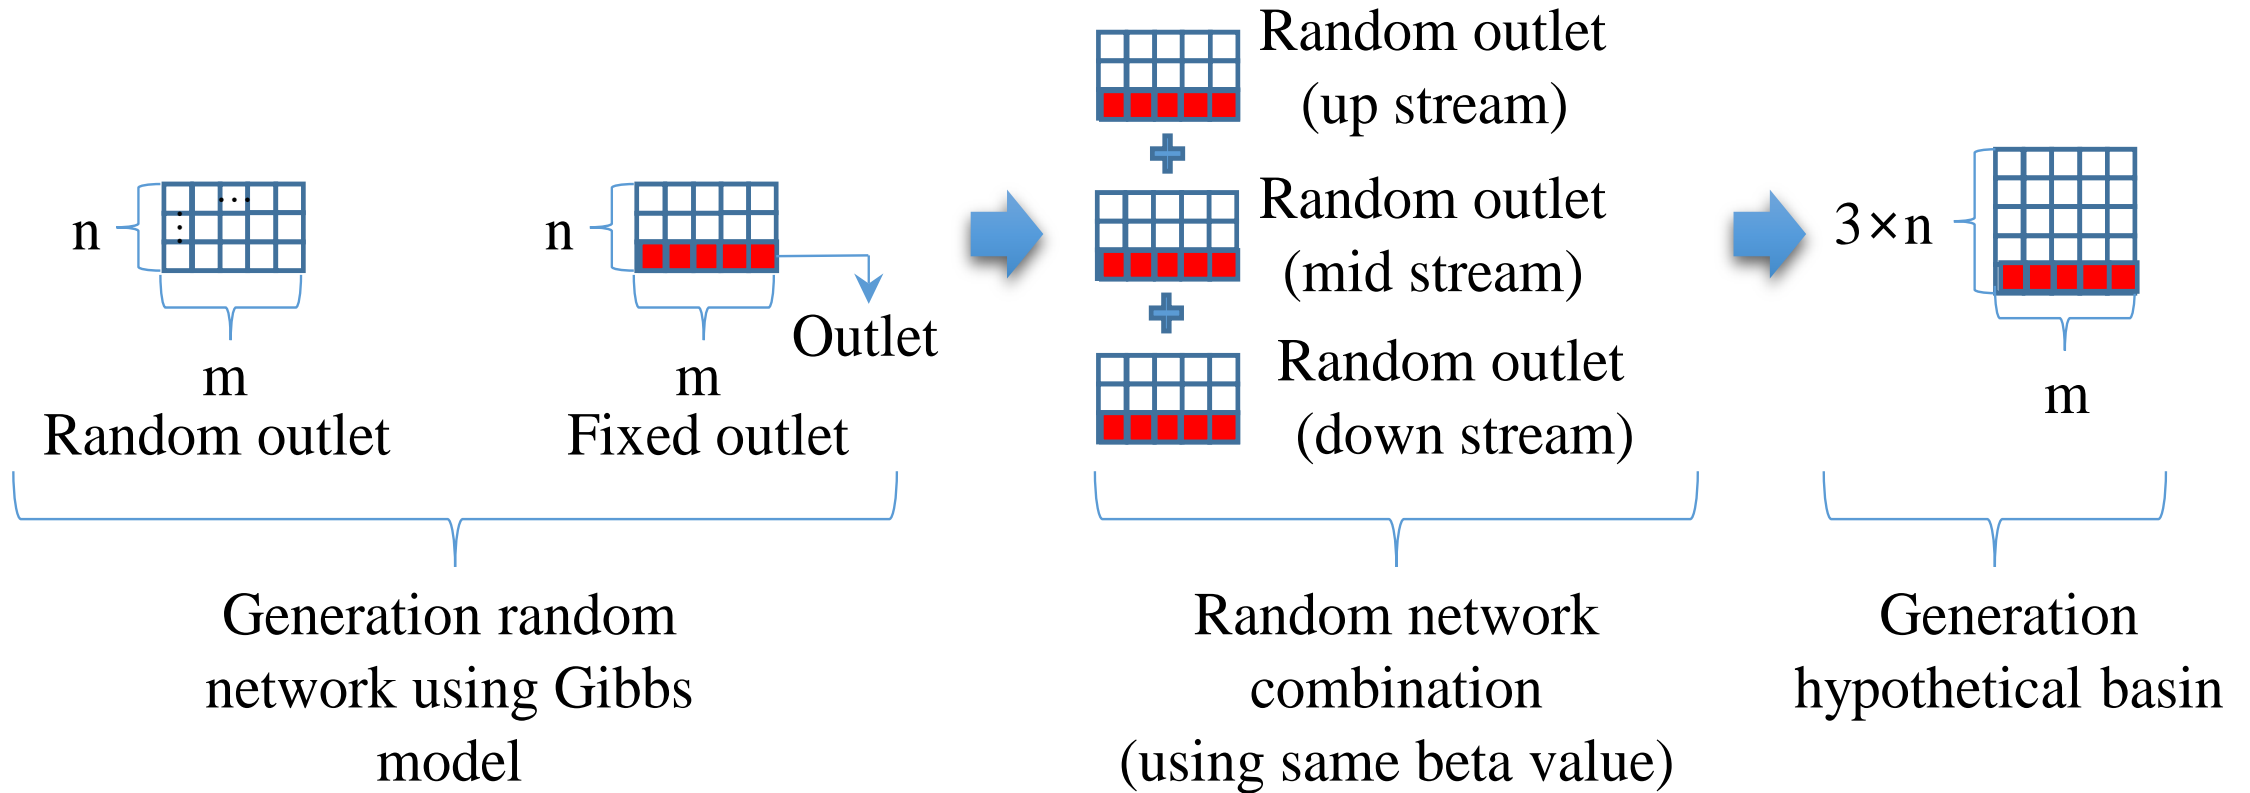 n
···
⋮
m
Random outlet
n
Outlet
m
Fixed outlet
Generation random
network using Gibbs
model
Random outlet
(up stream)
Random outlet
(mid stream)
Random outlet
(down stream)
Random network
combination
(using same beta value)
3×n
m
Generation
hypothetical basin